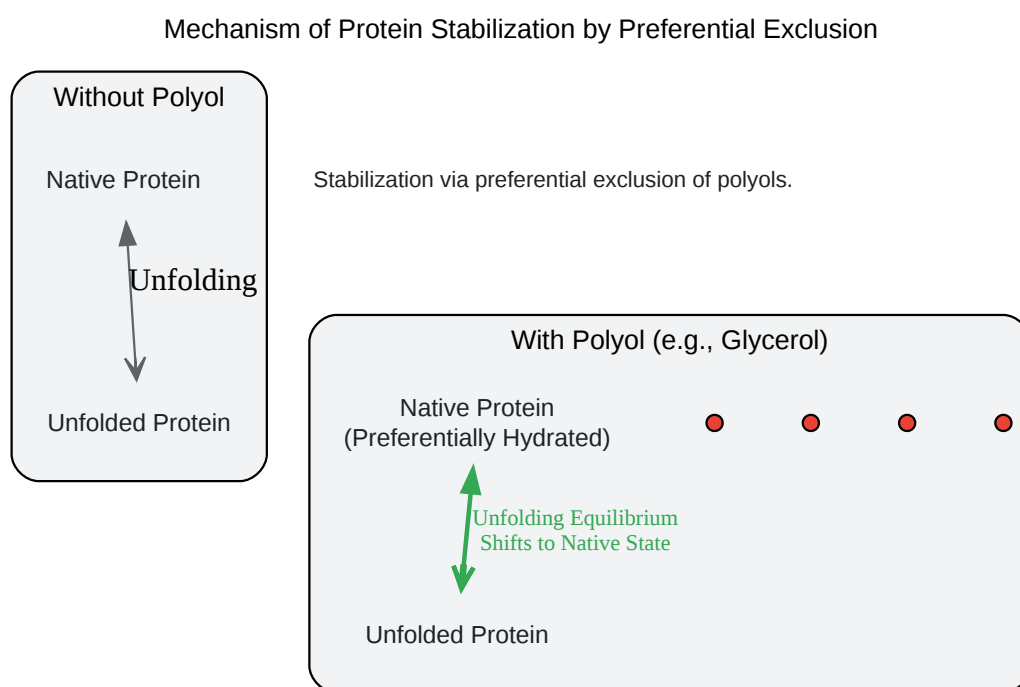 Mechanism of Protein Stabilization by Preferential Exclusion
Without Polyol
Native Protein
Unfolding
Unfolded Protein
Stabilization via preferential exclusion of polyols.
With Polyol (e.g., Glycerol)
Native Protein
(Preferentially Hydrated)
Unfolding Equilibrium
Shifts to Native State
Unfolded Protein